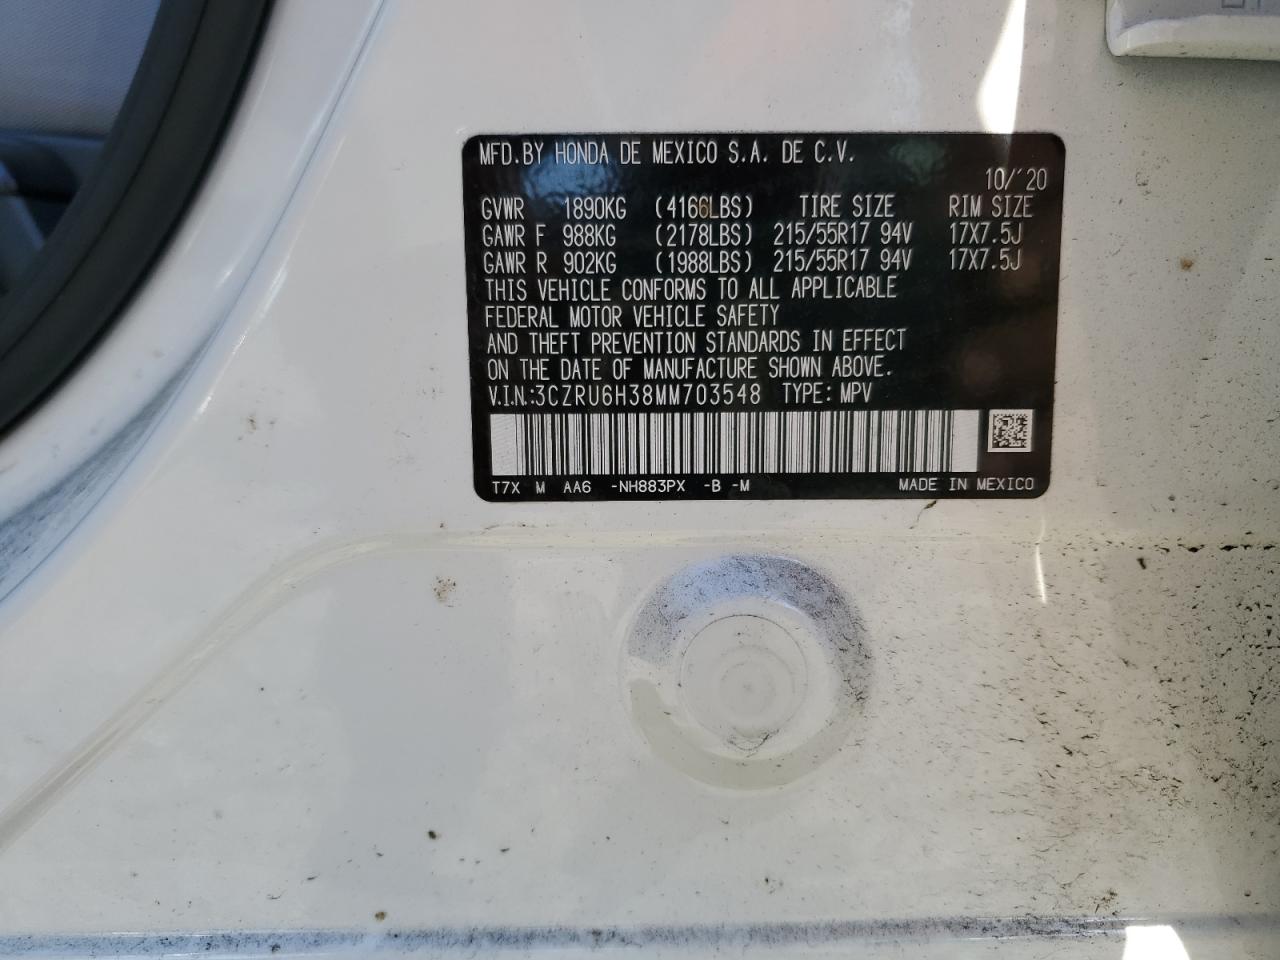 MFD.BY HONDA DE MEXICO S.A. DE C.V.
10/'20
GVWR 1890KG (4166LBS) TIRE SIZE RIM SIZE
GAWR F 988KG (2178LBS) 215/55R17 94V 17X7.5J
GAWR R 902KG (1988LBS) 215/55R17 94V 17X7.5J
THIS VEHICLE CONFORMS TO ALL APPLICABLE
FEDERAL MOTOR VEHICLE SAFETY
AND THEFT PREVENTION STANDARDS IN EFFECT
ON THE DATE OF MANUFACTURE SHOWN ABOVE.
V.I.N.:3CZRU6H38MM703548 TYPE: MPV
T7X M AA6 -NH883PX -B -M MADE IN MEXICO